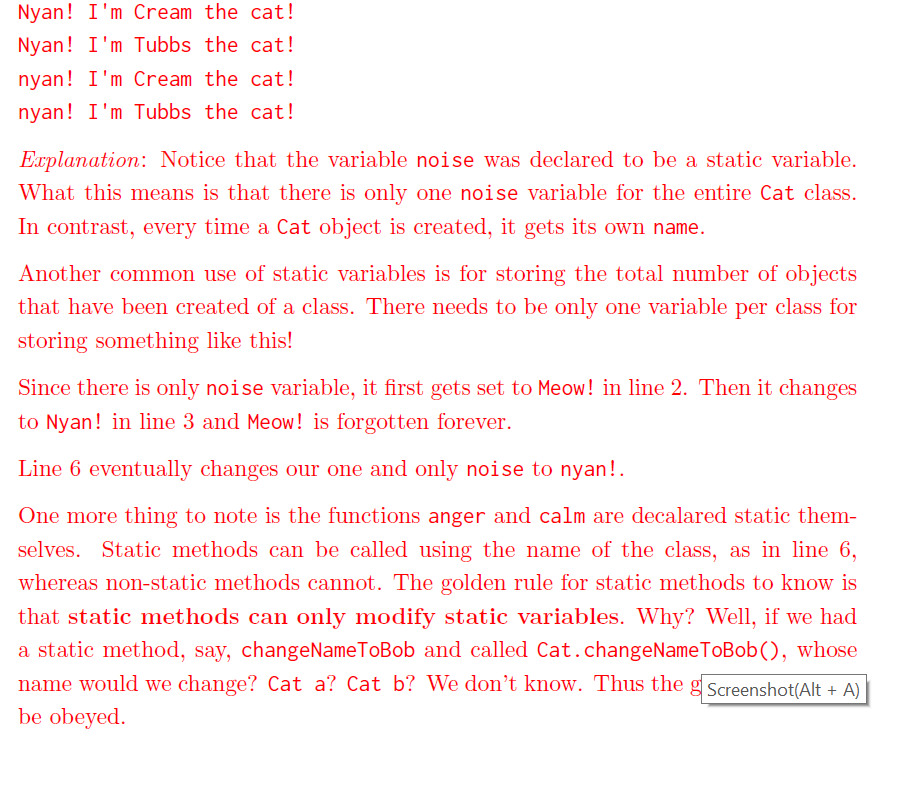 Nyan! I'm Cream the cat!
Nyan! I'm Tubbs the cat!
nyan! I'm Cream the cat!
nyan! I'm Tubbs the cat!
Explanation: Notice that the variable noise was declared to be a static variable.
What this means is that there is only one noise variable for the entire Cat class.
In contrast, every time a Cat object is created, it gets its own name.
Another common use of static variables is for storing the total number of objects
that have been created of a class. There needs to be only one variable per class for
storing something like this!
Since there is only noise variable, it first gets set to Meow! in line 2. Then it changes
to Nyan! in line 3 and Meow! is forgotten forever.
Line 6 eventually changes our one and only noise to nyan!.
One more thing to note is the functions anger and calm are decalared static them-
selves. Static methods can be called using the name of the class, as in line 6,
whereas non-static methods cannot. The golden rule for static methods to know is
that static methods can only modify static variables. Why? Well, if we had
a static method, say, changeNameToBob and called Cat.changeNameToBob(), whose
name would we change? Cat a? Cat b? We don't know. Thus the g Screenshot(Alt + A)
be obeyed.